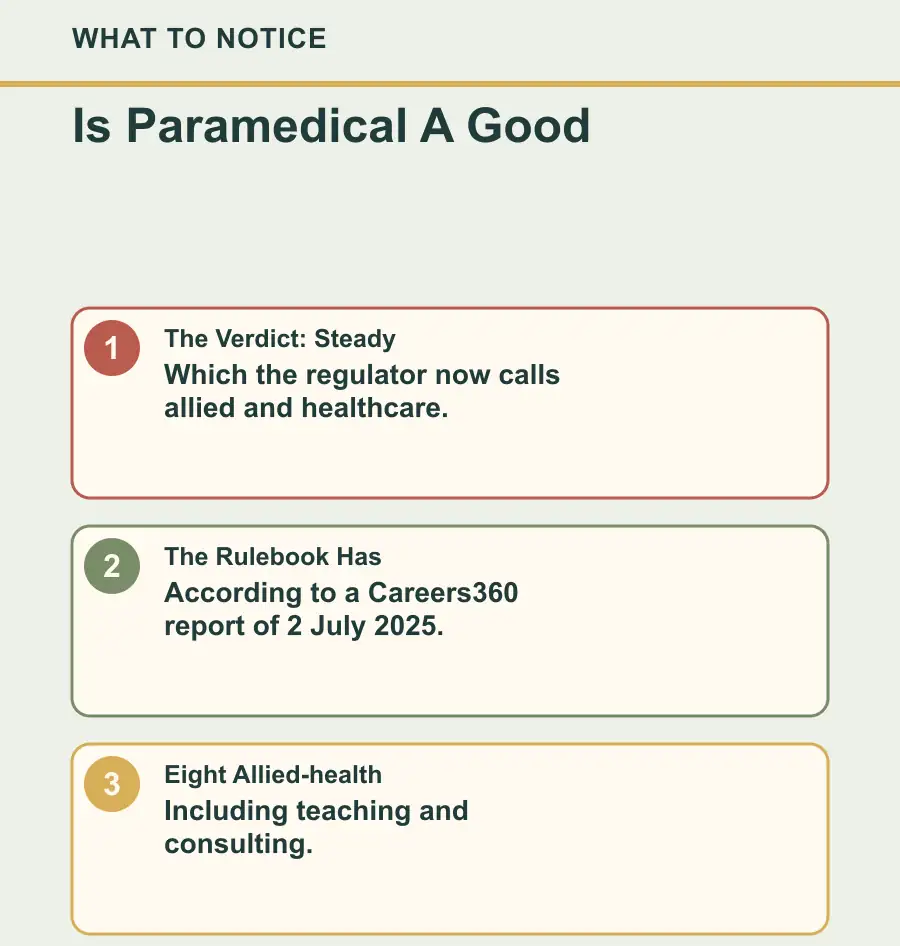 WHAT TO NOTICE
Is Paramedical A Good
1
The Verdict: Steady
Which the regulator now calls
allied and healthcare.
2
The Rulebook Has
According to a Careers360
report of 2 July 2025.
3
Eight Allied-health
Including teaching and
consulting.